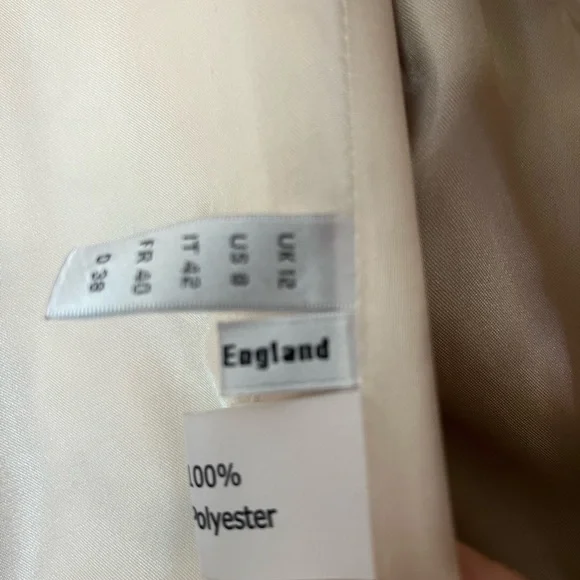 UK 12
US 8
IT 42
FR 40
D 38
England
100%
Polyester